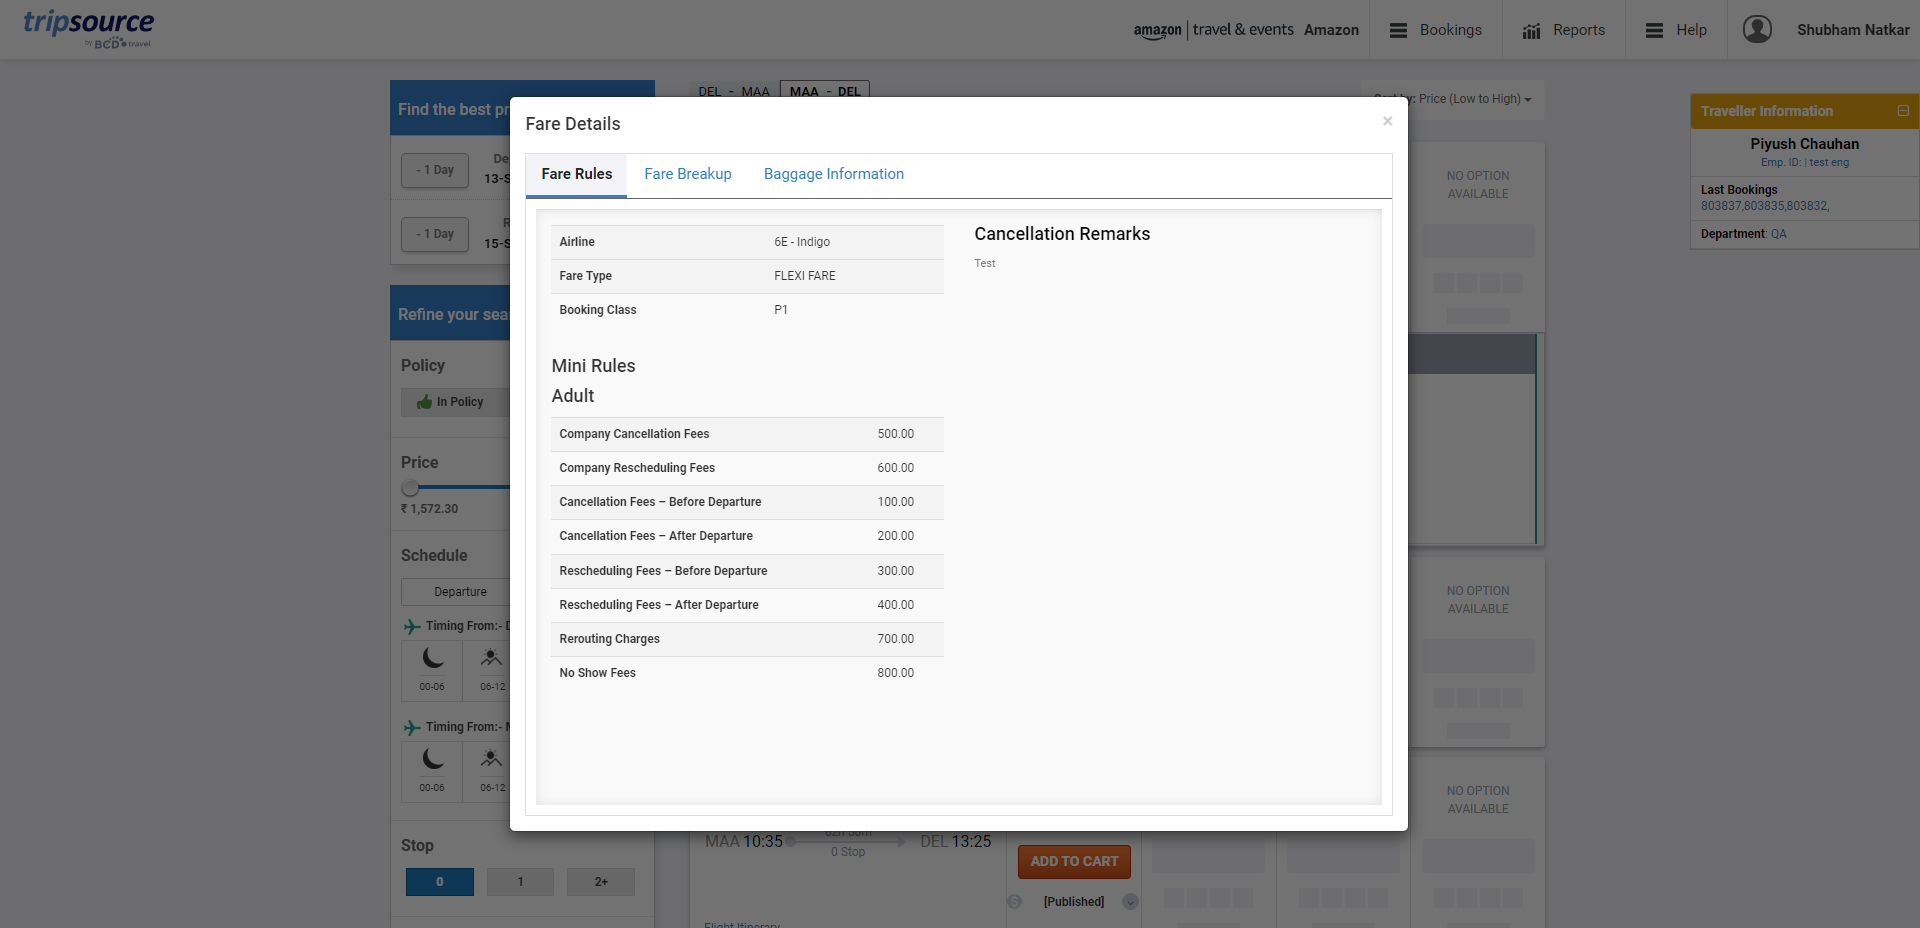 tripsource
by BCD travel
amazon | travel & events Amazon
Bookings
Reports
Help
Shubham Natkar
Find the best pr
- 1 Day
De
13-S
- 1 Day
R
15-S
DEL - MAA
MAA - DEL
Sort by: Price (Low to High)
Traveller Information
Piyush Chauhan
Emp. ID: | test eng
Last Bookings
803837,803835,803832,
Department: QA
Fare Details
×
Fare Rules
Fare Breakup
Baggage Information
Airline 6E - Indigo
Fare Type FLEXI FARE
Booking Class P1
Cancellation Remarks
Test
Mini Rules
Adult
Company Cancellation Fees 500.00
Company Rescheduling Fees 600.00
Cancellation Fees – Before Departure 100.00
Cancellation Fees – After Departure 200.00
Rescheduling Fees – Before Departure 300.00
Rescheduling Fees – After Departure 400.00
Rerouting Charges 700.00
No Show Fees 800.00
Refine your sear
Policy
In Policy
Price
₹ 1,572.30
Schedule
Departure
Timing From:- D
00-06
06-12
Timing From:- M
00-06
06-12
Stop
0
1
2+
NO OPTION
AVAILABLE
NO OPTION
AVAILABLE
NO OPTION
AVAILABLE
MAA 10:35
02h 50m
0 Stop
DEL 13:25
ADD TO CART
[Published]
Flight Itinerary